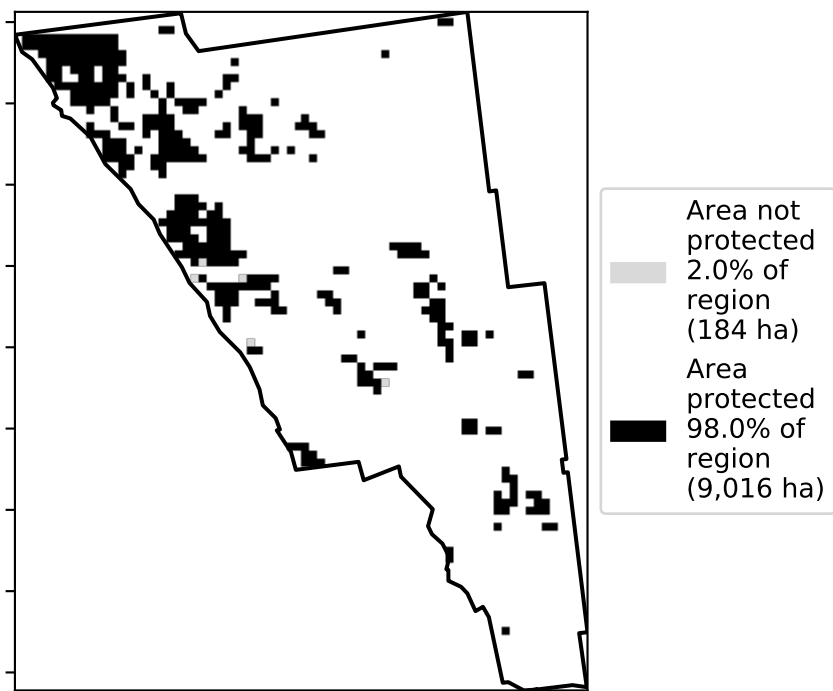 Area not
protected
2.0% of
region
(184 ha)
Area
protected
98.0% of
region
(9,016 ha)